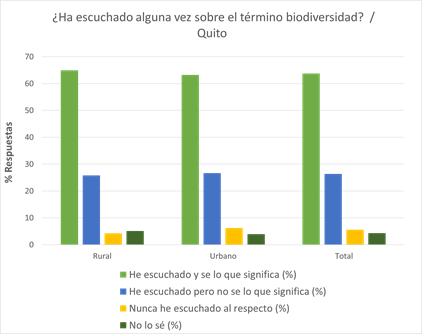 ¿Ha escuchado alguna vez sobre el término biodiversidad? /
Quito
% Respuestas
70
60
50
40
30
20
10
0
Rural
Urbano
Total
He escuchado y se lo que significa (%)
He escuchado pero no se lo que significa (%)
Nunca he escuchado al respecto (%)
No lo sé (%)